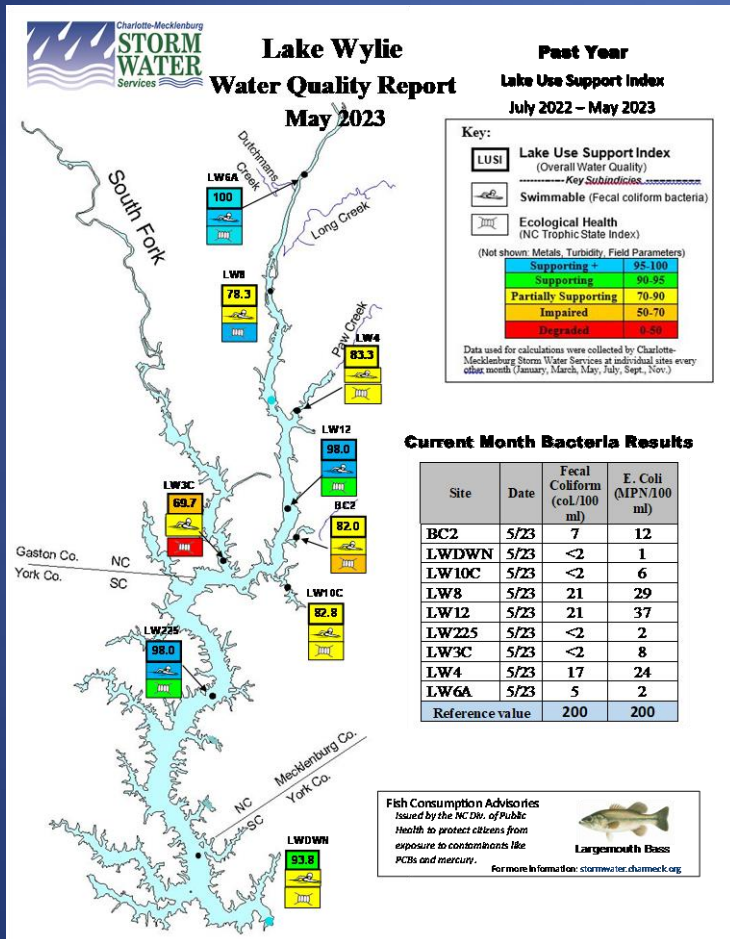 Charlotte-Mecklenburg
STORM
WATER
Services
Lake Wylie
Water Quality Report
May 2023
Past Year
Lake Use Support Index
July 2022 – May 2023
Key:
LUSI
Lake Use Support Index
(Overall Water Quality)
Key Subindicies
Swimmable (Fecal coliform bacteria)
Ecological Health
(NC Trophic State Index)
(Not shown: Metals, Turbidity, Field Parameters)
Supporting + 95-100
Supporting 90-95
Partially Supporting 70-90
Impaired 50-70
Degraded 0-50
Data used for calculations were collected by Charlotte-
Mecklenburg Storm Water Services at individual sites every
other month (January, March, May, July, Sept., Nov.)
Dutchmans
Creek
LW6A
100
South Fork
Long Creek
LW8
78.3
Paw Creek
LW4
83.3
LW12
98.0
LW3C
69.7
BC2
82.0
Gaston Co. NC
York Co. SC
LW10C
82.8
LW225
98.0
Mecklenburg Co.
NC
SC
York Co.
LWDWN
93.8
Current Month Bacteria Results
Site Date Fecal Coliform (col./100 ml) E. Coli (MPN/100 ml)
BC2 5/23 7 12
LWDWN 5/23 <2 1
LW10C 5/23 <2 6
LW8 5/23 21 29
LW12 5/23 21 37
LW225 5/23 <2 2
LW3C 5/23 <2 8
LW4 5/23 17 24
LW6A 5/23 5 2
Reference value 200 200
Fish Consumption Advisories
Issued by the NC Div. of Public
Health to protect citizens from
exposure to contaminants like
PCBs and mercury.
Largemouth Bass
For more information: stormwater.charmeck.org